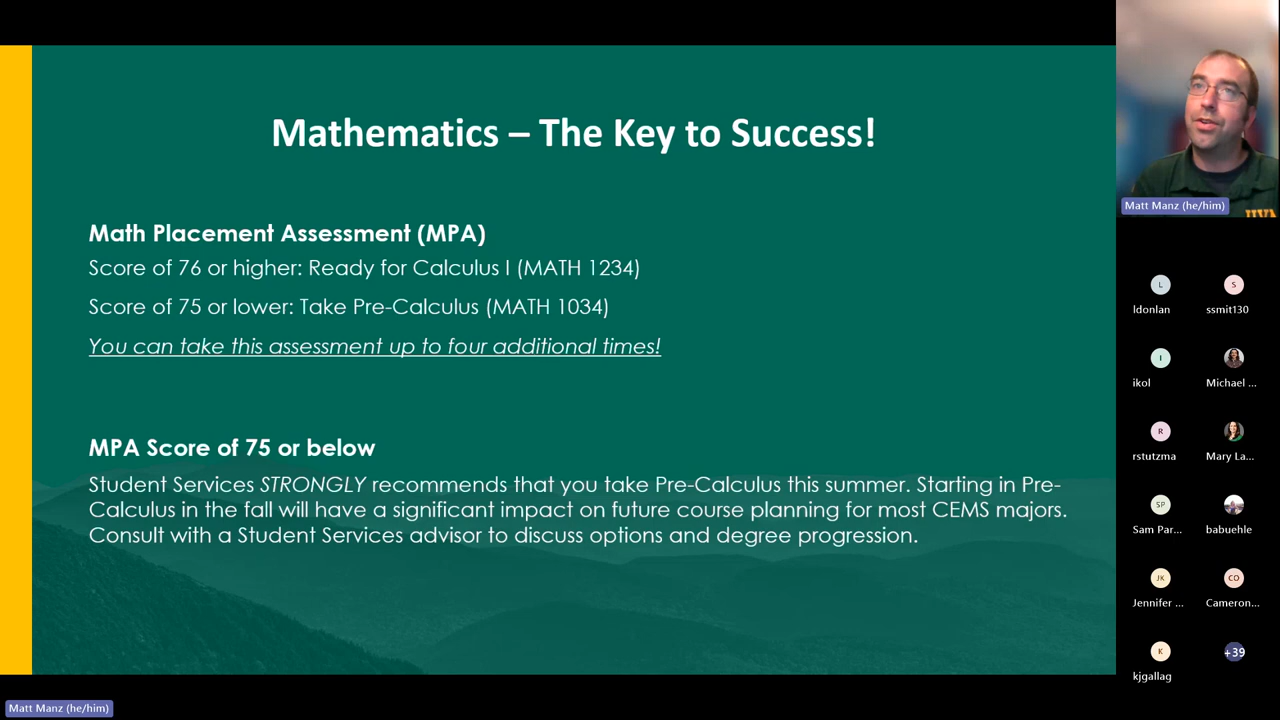 Mathematics – The Key to Success!
Math Placement Assessment (MPA)
Score of 76 or higher: Ready for Calculus I (MATH 1234)
Score of 75 or lower: Take Pre-Calculus (MATH 1034)
You can take this assessment up to four additional times!
MPA Score of 75 or below
Student Services STRONGLY recommends that you take Pre-Calculus this summer. Starting in Pre-
Calculus in the fall will have a significant impact on future course planning for most CEMS majors.
Consult with a Student Services advisor to discuss options and degree progression.
Matt Manz (he/him)
L
S
ldonlan
ssmit130
I
ikol
Michael ...
R
rstutzma
Mary La...
SP
Sam Par...
babuehle
JK
CO
Jennifer ...
Cameron...
K
+39
kjgallag
Matt Manz (he/him)